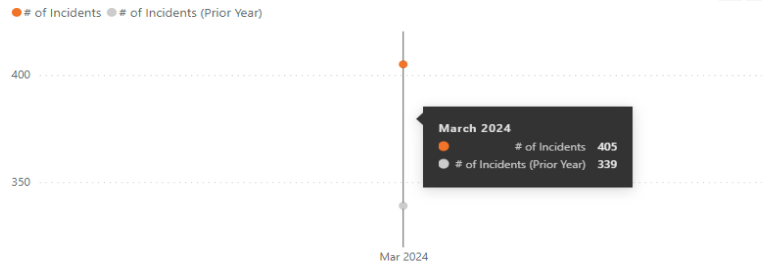 # of Incidents # of Incidents (Prior Year)
400
March 2024
# of Incidents 405
# of Incidents (Prior Year) 339
350
Mar 2024